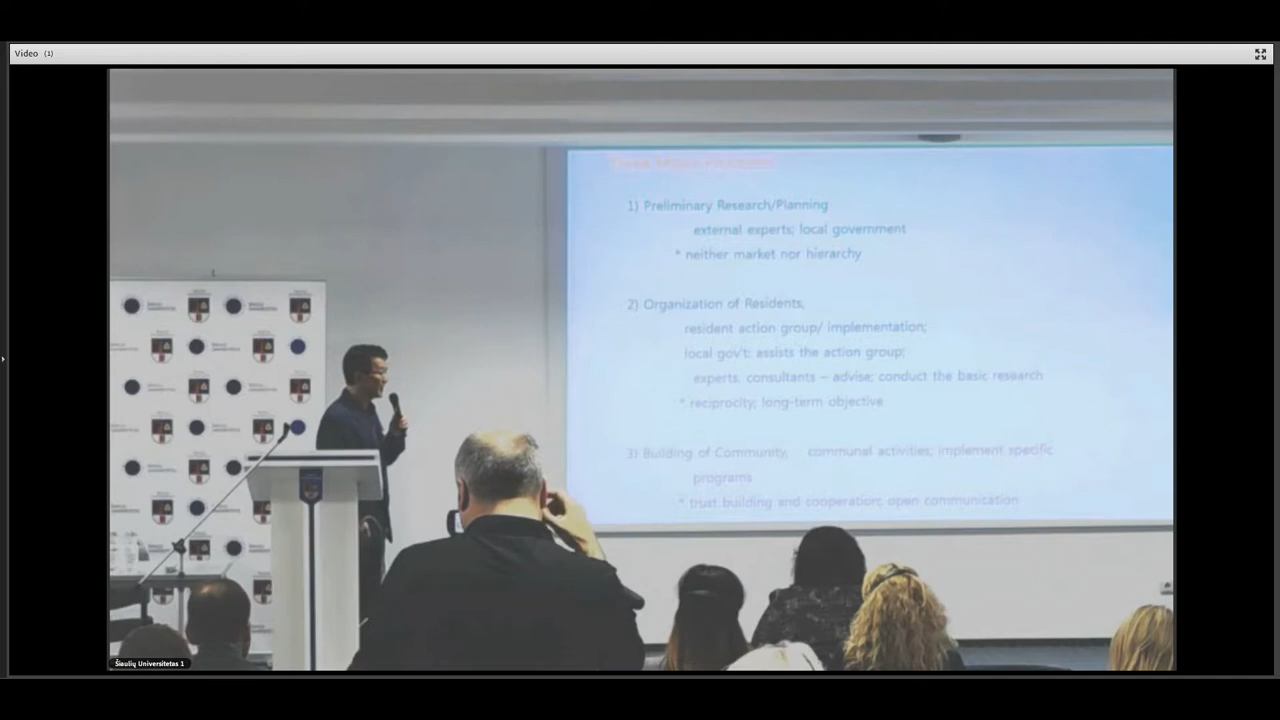 Video (1)
1) Preliminary Research/Planning
external experts; local government
* neither market nor hierarchy
2) Organization of Residents,
resident action group/ implementation;
local gov't: assists the action group;
experts, consultants – advise; conduct the basic research
* reciprocity; long-term objective
3) Building of Community, communal activities; implement specific
programs
* trust building and cooperation; open communication
Šiaulių Universitetas 1